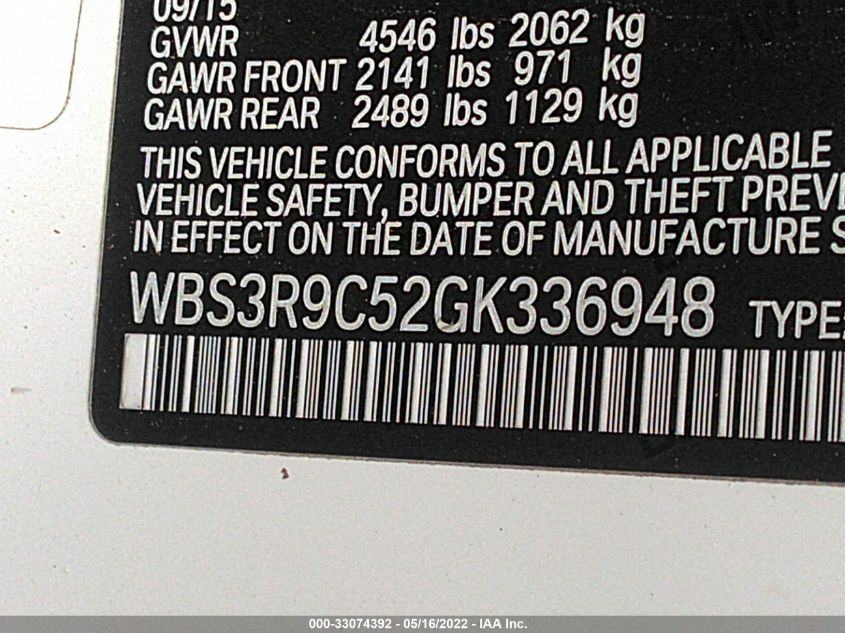 09/15
GVWR 4546 lbs 2062 kg
GAWR FRONT 2141 lbs 971 kg
GAWR REAR 2489 lbs 1129 kg
THIS VEHICLE CONFORMS TO ALL APPLICABLE
VEHICLE SAFETY, BUMPER AND THEFT PREVE
IN EFFECT ON THE DATE OF MANUFACTURE S
WBS3R9C52GK336948 TYPE:
000-33074392 - 05/16/2022 - IAA Inc.